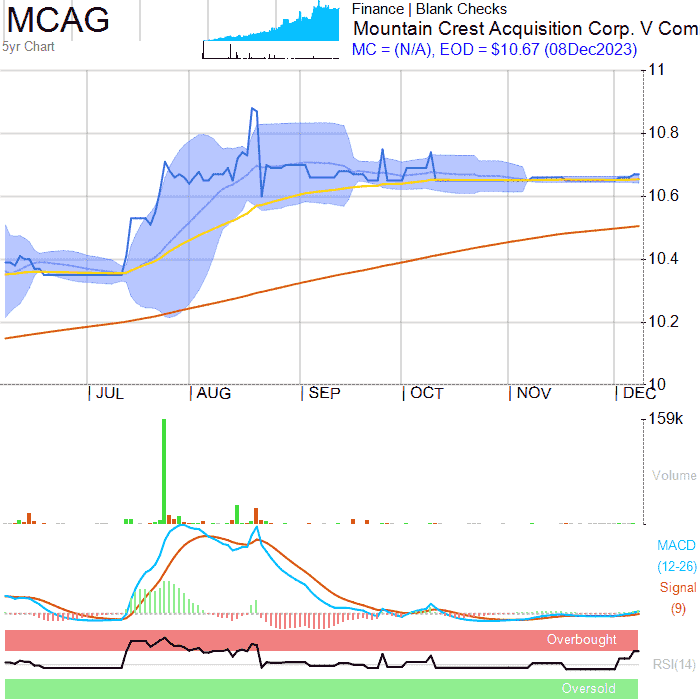 MCAG
5yr Chart
Finance | Blank Checks
Mountain Crest Acquisition Corp. V Com
MC = (N/A), EOD = $10.67 (08Dec2023)
11
10.8
10.6
10.4
10.2
10
JUL AUG SEP OCT NOV DEC
159k
Volume
MACD
(12-26)
Signal
(9)
Overbought
RSI(14)
Oversold